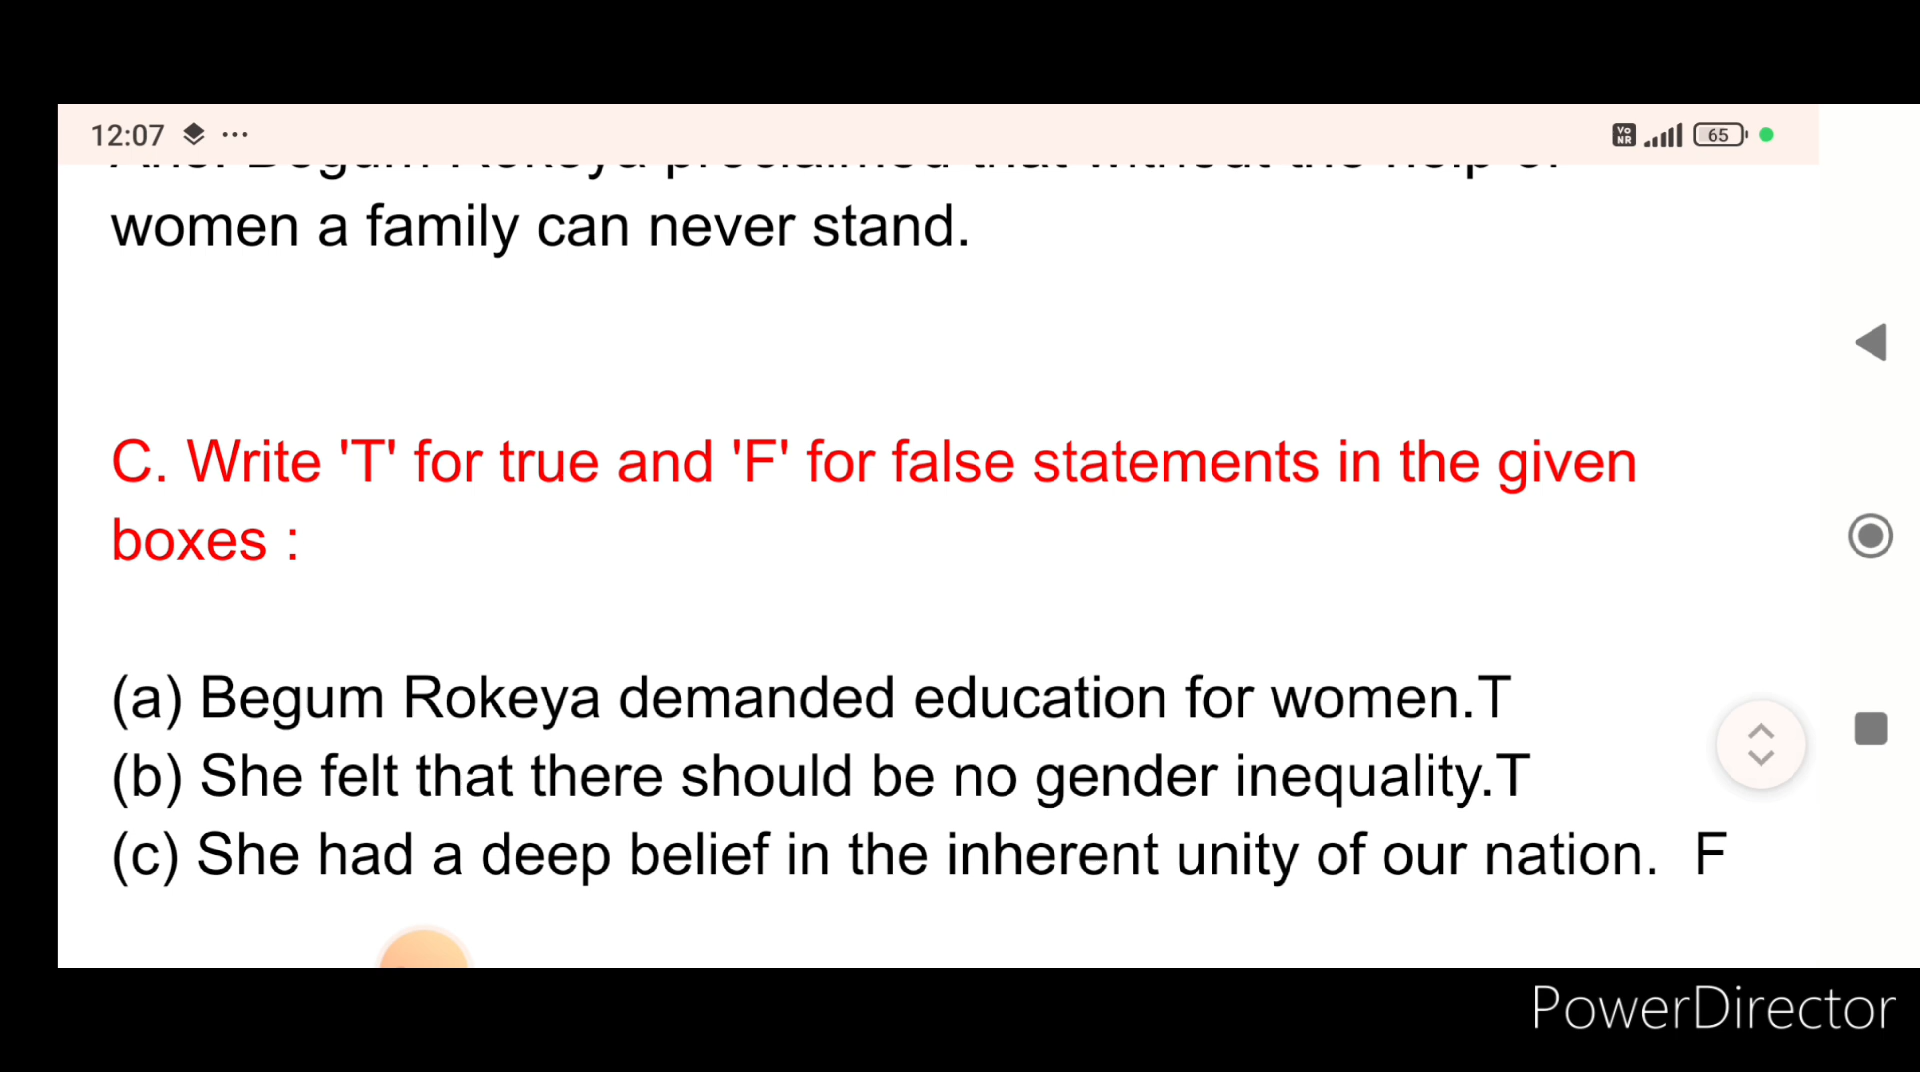 12:07 ... Vo NR 65
women a family can never stand.
C. Write 'T' for true and 'F' for false statements in the given
boxes :
(a) Begum Rokeya demanded education for women.T
(b) She felt that there should be no gender inequality.T
(c) She had a deep belief in the inherent unity of our nation. F
PowerDirector